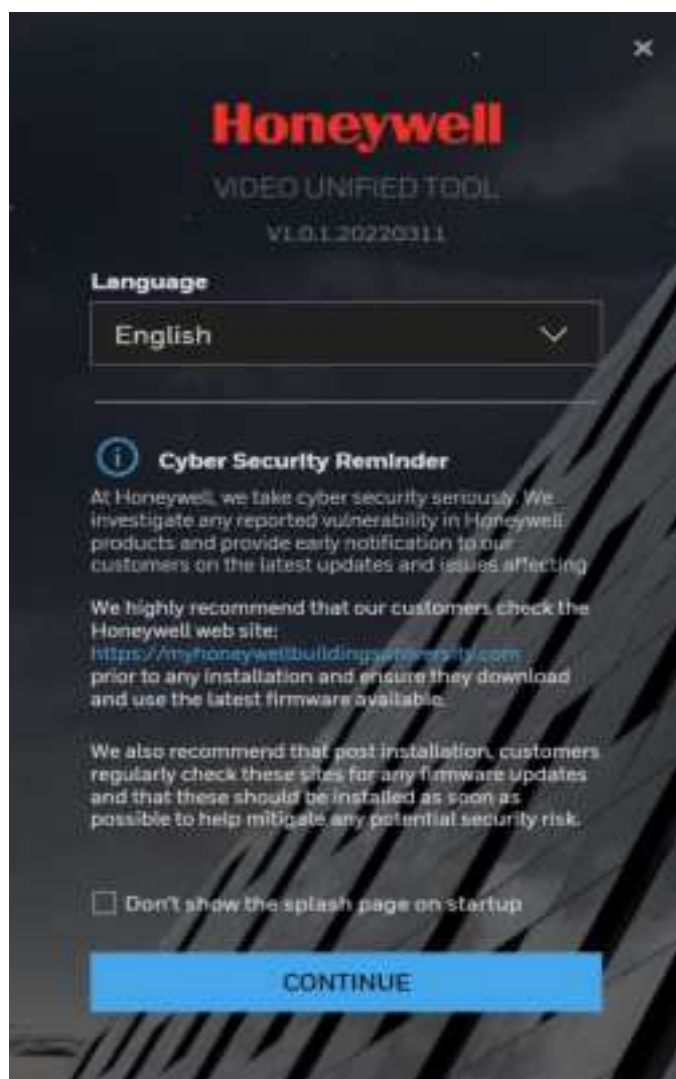 Honeywell
VIDEO UNIFIED TOOL
V1.0.1.20220311
Language
English
Cyber Security Reminder
At Honeywell, we take cyber security seriously. We
investigate any reported vulnerability in Honeywell
products and provide early notification to our
customers on the latest updates and issues affecting
We highly recommend that our customers check the
Honeywell web site:
https://myhoneywellbuildingsuniversity.com
prior to any installation and ensure they download
and use the latest firmware available.
We also recommend that post installation, customers
regularly check these sites for any firmware updates
and that these should be installed as soon as
possible to help mitigate any potential security risk.
Don't show the splash page on startup
CONTINUE